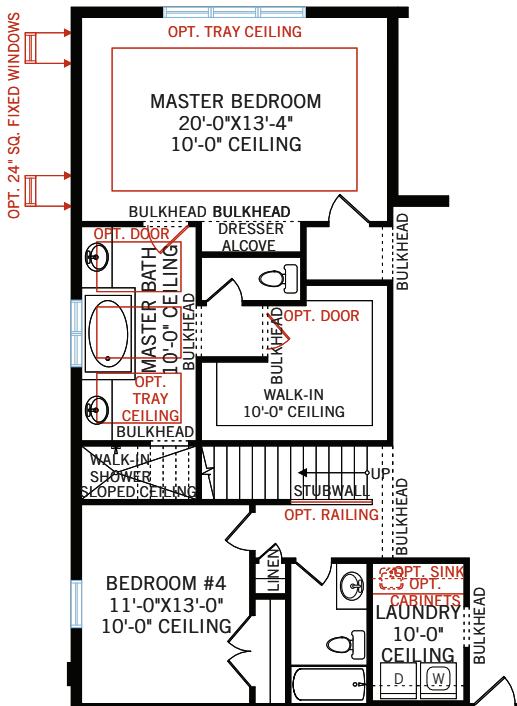 OPT. 24" SQ. FIXED WINDOWS
OPT. TRAY CEILING
MASTER BEDROOM
20'-0"X13'-4"
10'-0" CEILING
BULKHEAD
BULKHEAD
DRESSER
ALCOVE
OPT. DOOR
MASTER BATH
10'-0" CEILING
BULKHEAD
BULKHEAD
BULKHEAD
OPT. DOOR
OPT.
TRAY
CEILING
WALK-IN
10'-0" CEILING
BULKHEAD
WALK-IN
SHOWER
SLOPED CEILING
UP
STUBWALL
OPT. RAILING
BULKHEAD
LINEN
BEDROOM #4
11'-0"X13'-0"
10'-0" CEILING
OPT. SINK
OPT.
CABINETS
LAUNDRY
10'-0"
CEILING
BULKHEAD
D
W